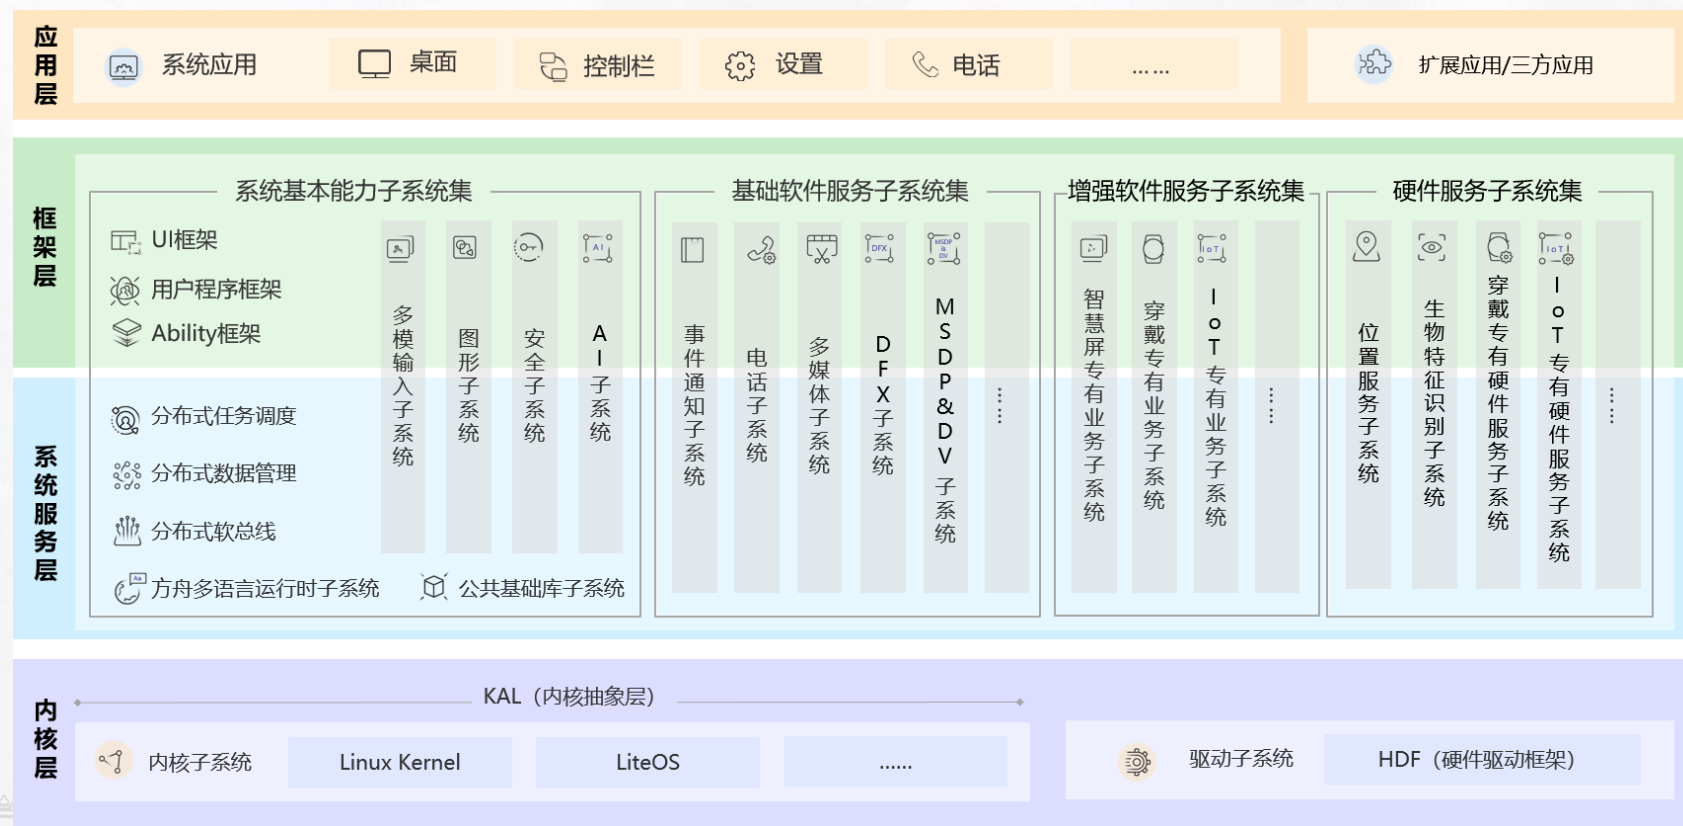 应用层
系统应用
桌面
控制栏
设置
电话
......
扩展应用/三方应用
框架层
系统基本能力子系统集
UI框架
用户程序框架
Ability框架
多模输入子系统
图形子系统
安全子系统
AI
AI子系统
基础软件服务子系统集
事件通知子系统
电话子系统
多媒体子系统
DFX
DFX子系统
MSDP
&
DV
MSDP&DV子系统
......
增强软件服务子系统集
智慧屏专有业务子系统
穿戴专有业务子系统
IoT
IoT专有业务子系统
......
硬件服务子系统集
位置服务子系统
生物特征识别子系统
穿戴专有硬件服务子系统
IoT
IoT专有硬件服务子系统
......
系统服务层
分布式任务调度
分布式数据管理
分布式软总线
Aa
方舟多语言运行时子系统
公共基础库子系统
内核层
KAL（内核抽象层）
内核子系统
Linux Kernel
LiteOS
......
驱动子系统
HDF（硬件驱动框架）